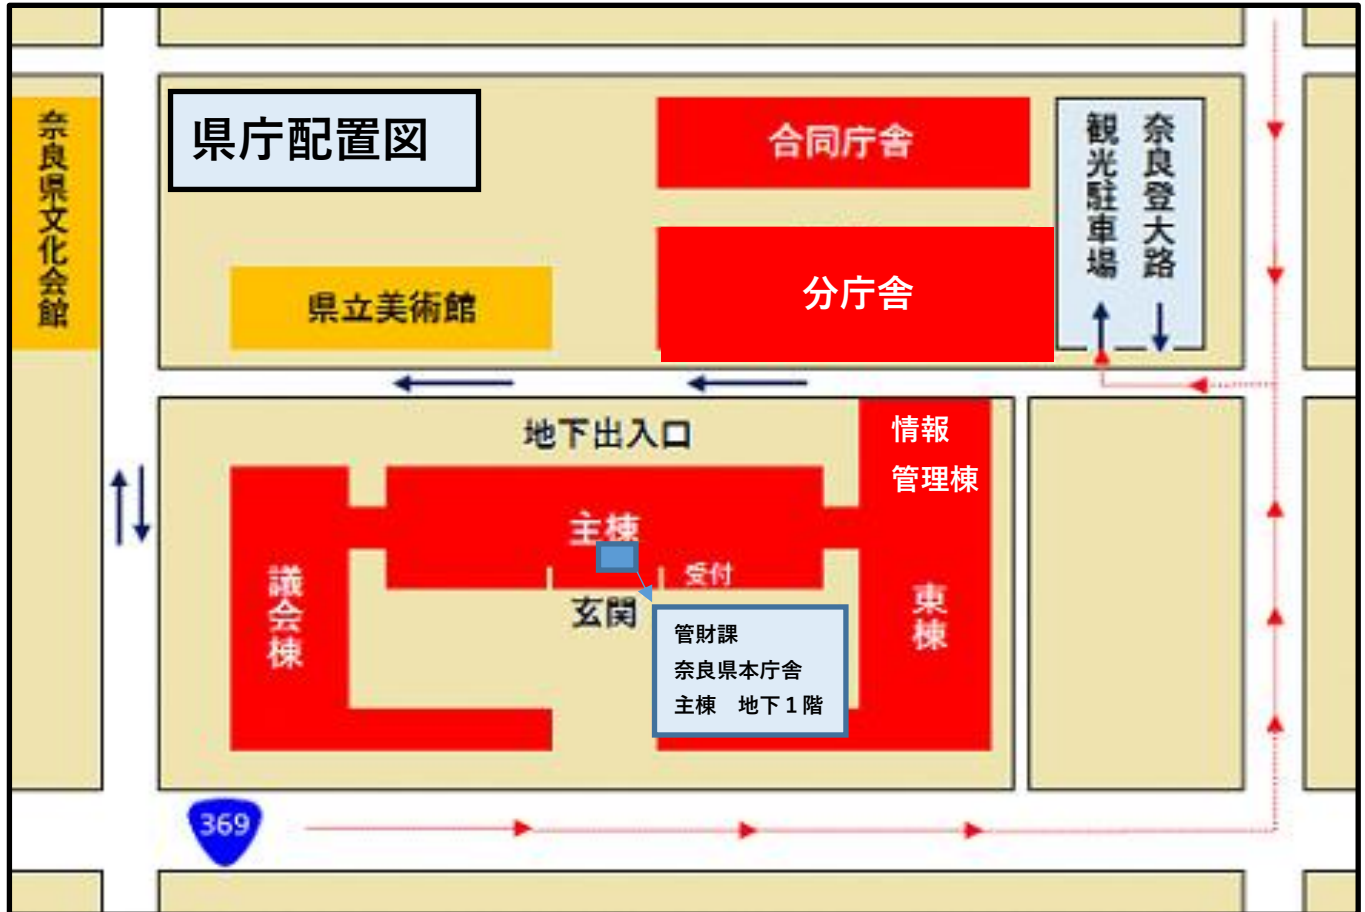 県庁配置図
奈良県文化会館
合同庁舎
奈良登大路
観光駐車場
分庁舎
県立美術館
地下出入口
情報
管理棟
主棟
受付
玄関
議会棟
東棟
管財課
奈良県本庁舎
主棟　地下１階
369